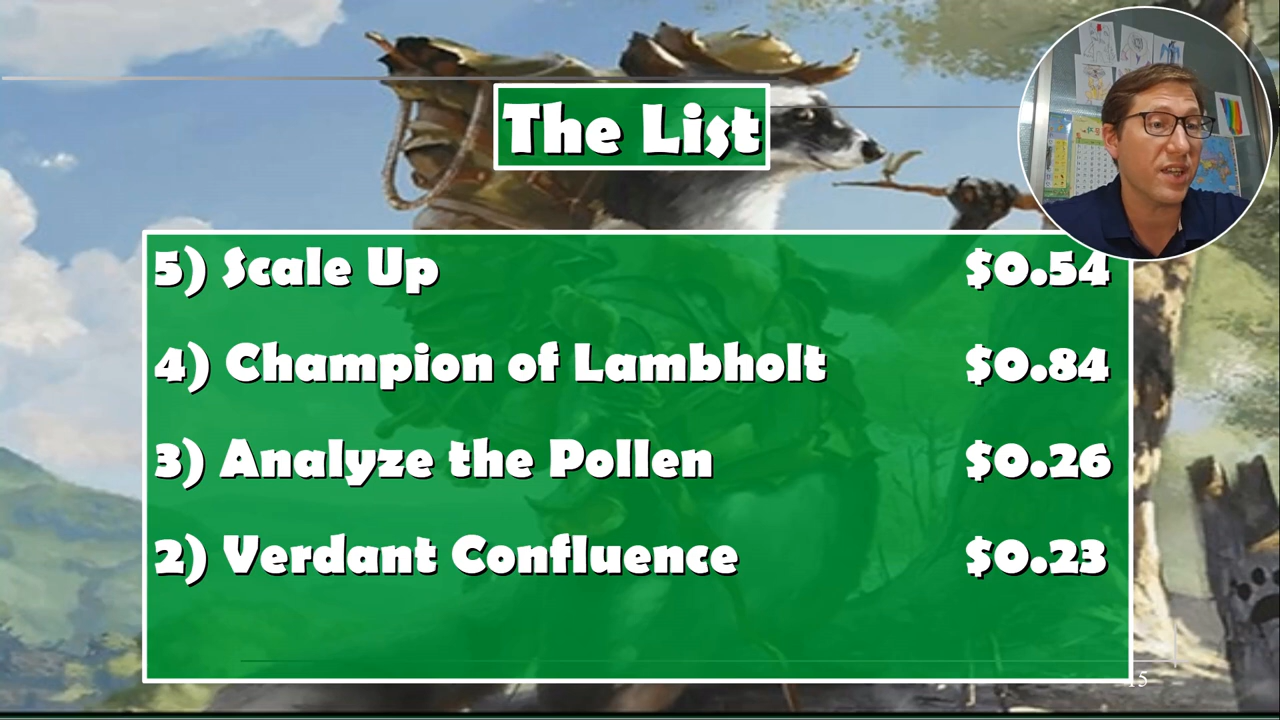 The List
5) Scale Up $0.54
4) Champion of Lambholt $0.84
3) Analyze the Pollen $0.26
2) Verdant Confluence $0.23
15